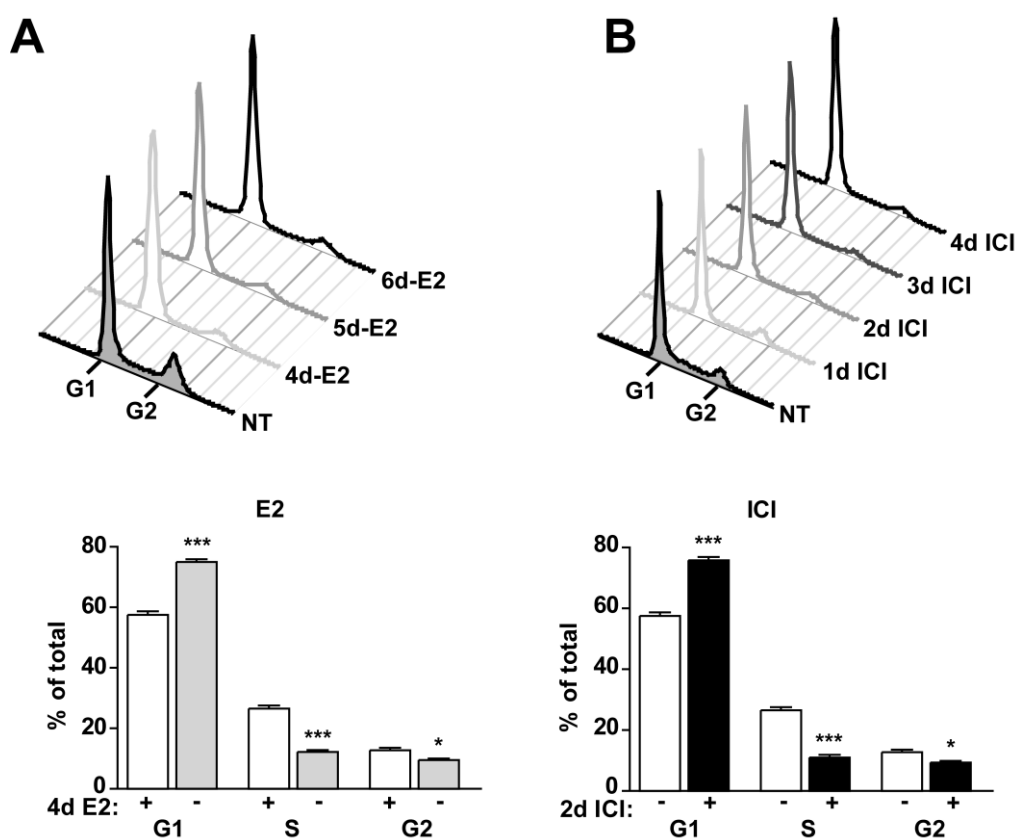 A
B
6d-E2
5d-E2
4d-E2
NT
G1
G2
4d ICI
3d ICI
2d ICI
1d ICI
NT
G1
G2
E2
% of total
80
60
40
20
0
***
***
*
4d E2: + - + - + -
G1 S G2
ICI
% of total
80
60
40
20
0
***
***
*
2d ICI: - + - + - +
G1 S G2